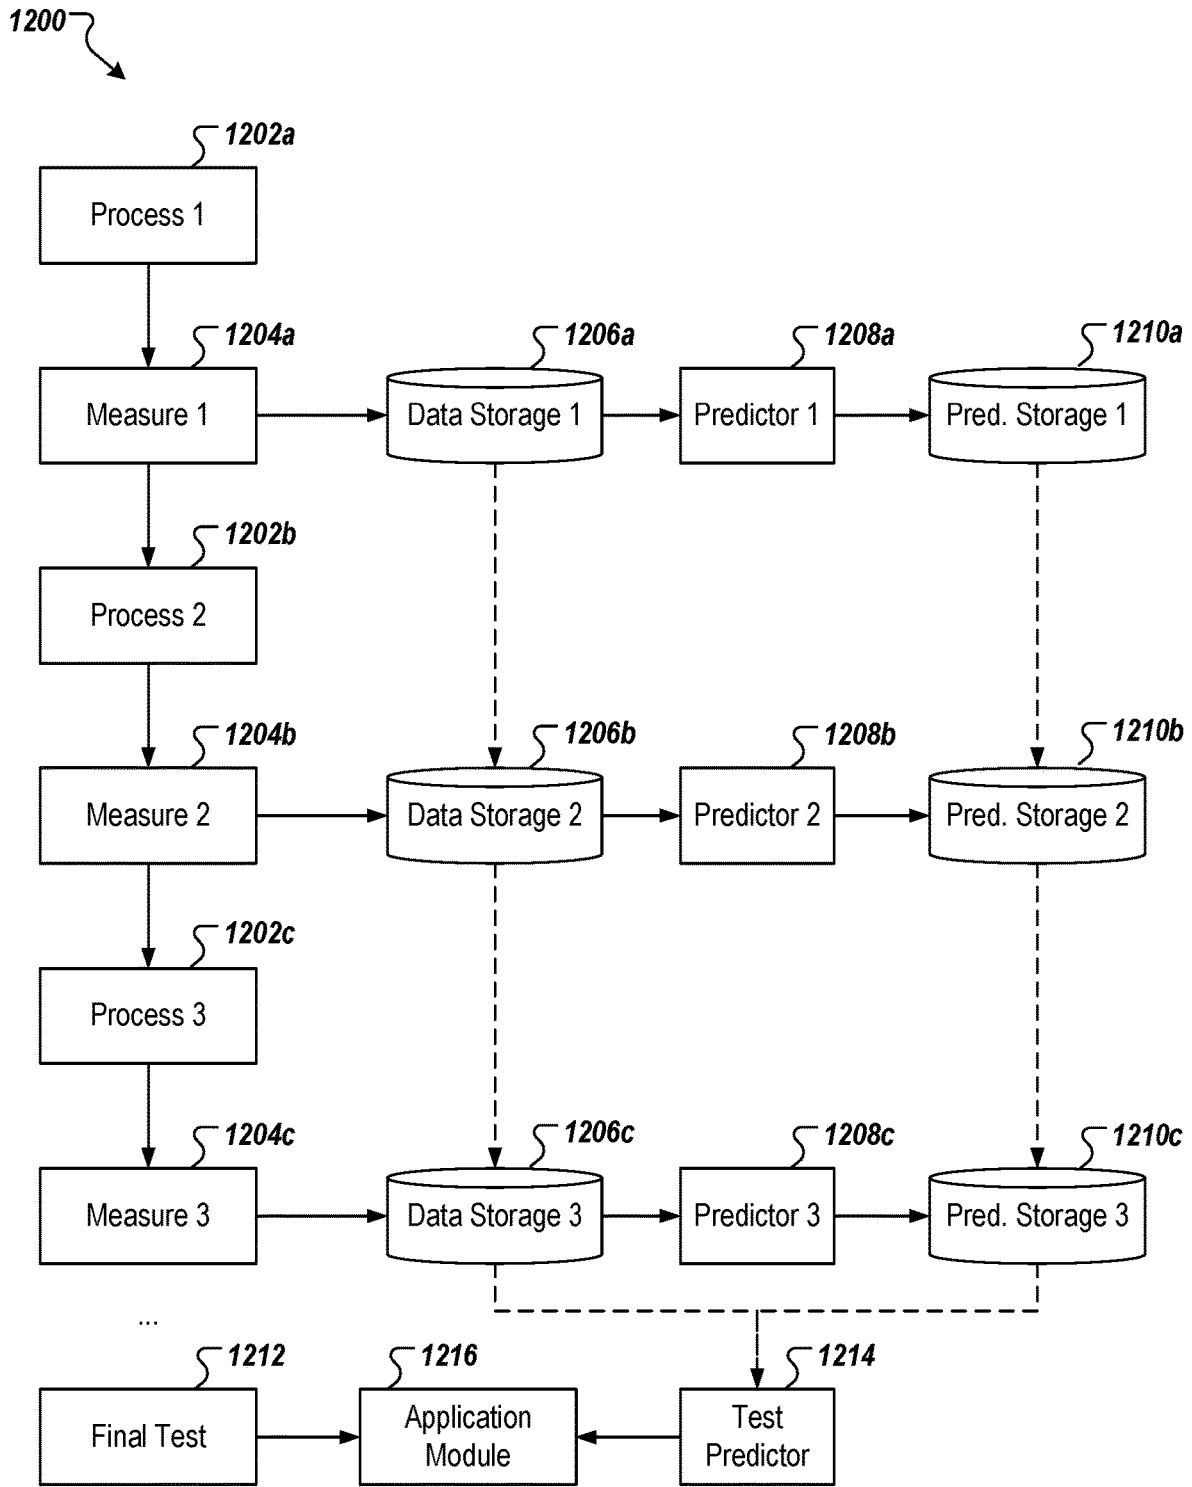 1200
1202a
Process 1
1204a
1206a
1208a
1210a
Measure 1
Data Storage 1
Predictor 1
Pred. Storage 1
1202b
Process 2
1204b
1206b
1208b
1210b
Measure 2
Data Storage 2
Predictor 2
Pred. Storage 2
1202c
Process 3
1204c
1206c
1208c
1210c
Measure 3
Data Storage 3
Predictor 3
Pred. Storage 3
...
1212
1216
1214
Final Test
Application
Module
Test
Predictor